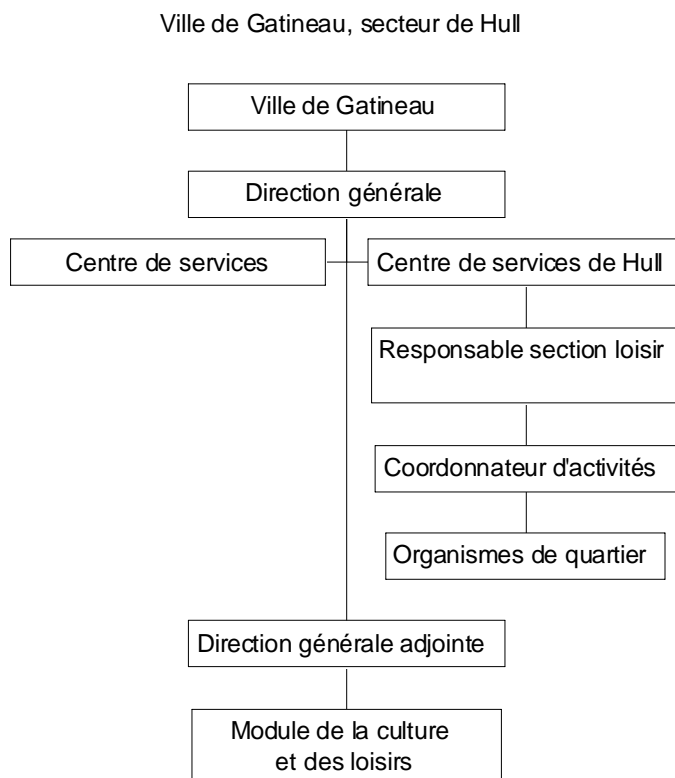 Ville de Gatineau, secteur de Hull
Ville de Gatineau
Direction générale
Centre de services
Centre de services de Hull
Responsable section loisir
Coordonnateur d'activités
Organismes de quartier
Direction générale adjointe
Module de la culture
et des loisirs